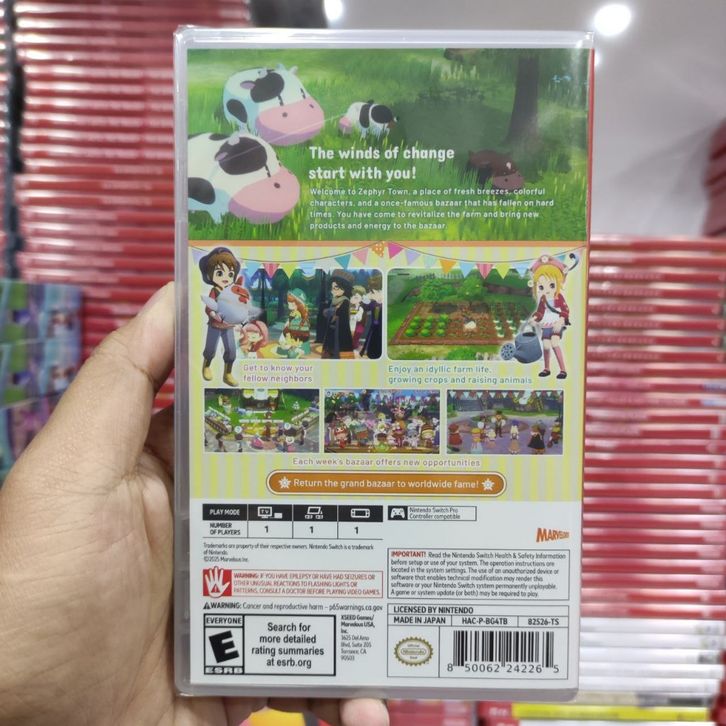 The winds of change
start with you!
Welcome to Zephyr Town, a place of fresh breezes, colorful
characters, and a once-famous bazaar that has fallen on hard
times. You have come to revitalize the farm and bring new
products and energy to the bazaar.
Get to know your
fellow neighbors
Enjoy an idyllic farm life,
growing crops and raising animals
Each week's bazaar offers new opportunities
Return the grand bazaar to worldwide fame!
PLAY MODE
TV
NUMBER
OF PLAYERS
1
1
1
Nintendo Switch Pro
Controller compatible
Trademarks are property of their respective owners. Nintendo Switch is a trademark
of Nintendo.
©2025 Marvelous Inc.
MARVELOUS!
WARNING: IF YOU HAVE EPILEPSY OR HAVE HAD SEIZURES OR
OTHER UNUSUAL REACTIONS TO FLASHING LIGHTS OR
PATTERNS, CONSULT A DOCTOR BEFORE PLAYING VIDEO GAMES.
WARNING: Cancer and reproductive harm - p65warnings.ca.gov
IMPORTANT! Read the Nintendo Switch Health & Safety Information
before setup or use of your system. The operation instructions are
located in the system settings. The use of an unauthorized device or
software that enables technical modification may render this
software or your Nintendo Switch system permanently unplayable.
A game or system update (or both) may be required to play.
EVERYONE
E
ESRB
Search for
more detailed
rating summaries
at esrb.org
XSEED Games/
Marvelous USA,
Inc.
3625 Del Amo
Blvd, Suite 205
Torrance, CA
90503
LICENSED BY NINTENDO
MADE IN JAPAN
HAC-P-BG4TB
82526-TS
Official
Nintendo
Seal
8 50062 24226 5